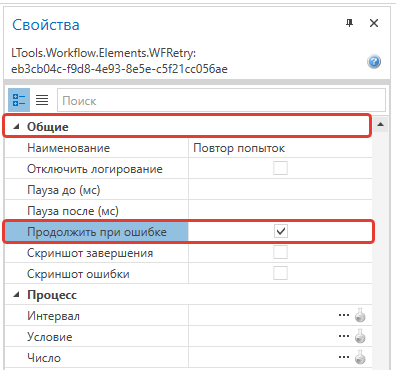 Свойства
LTools.Workflow.Elements.WFRetry:
eb3cb04c-f9d8-4e93-8e5e-c5f21cc056ae
Поиск
Общие
Наименование Повтор попыток
Отключить логирование
Пауза до (мс)
Пауза после (мс)
Продолжить при ошибке
Скриншот завершения
Скриншот ошибки
Процесс
Интервал ...
Условие ...
Число ...